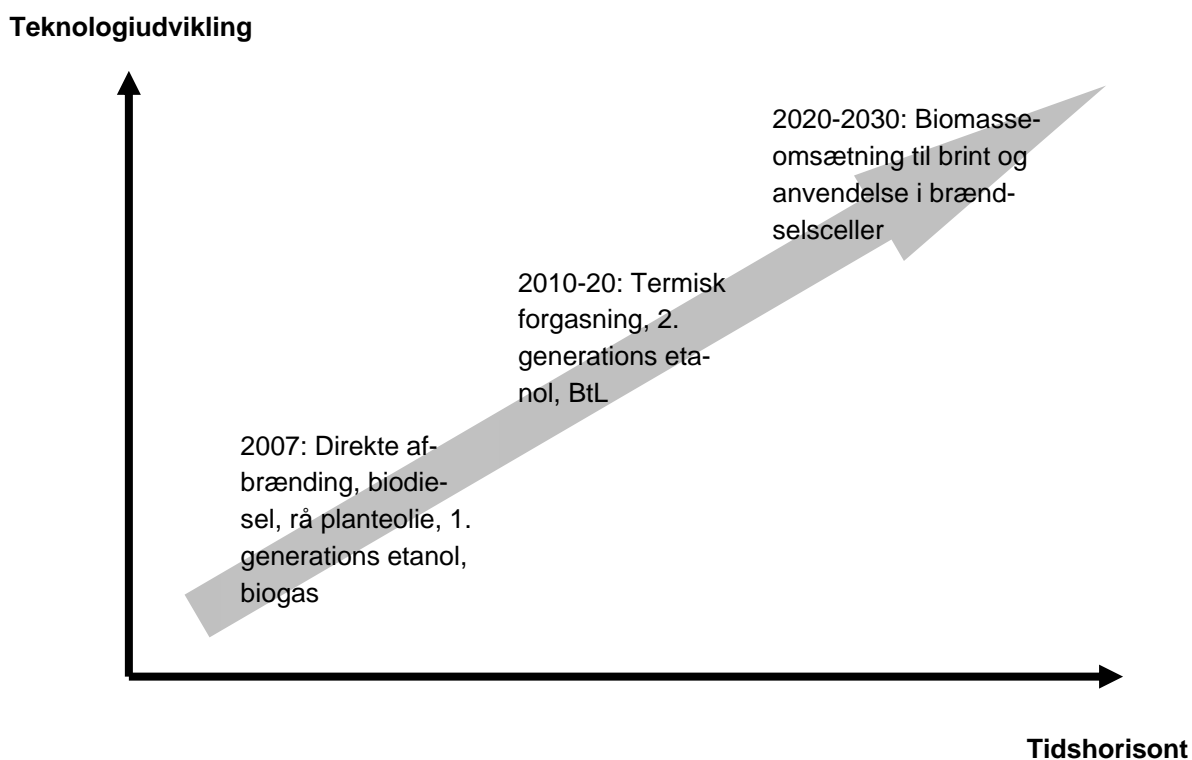 Teknologiudvikling
2020-2030: Biomasse-
omsætning til brint og
anvendelse i brænd-
selsceller
2010-20: Termisk
forgasning, 2.
generations eta-
nol, BtL
2007: Direkte af-
brænding, biodie-
sel, rå planteolie, 1.
generations etanol,
biogas
Tidshorisont